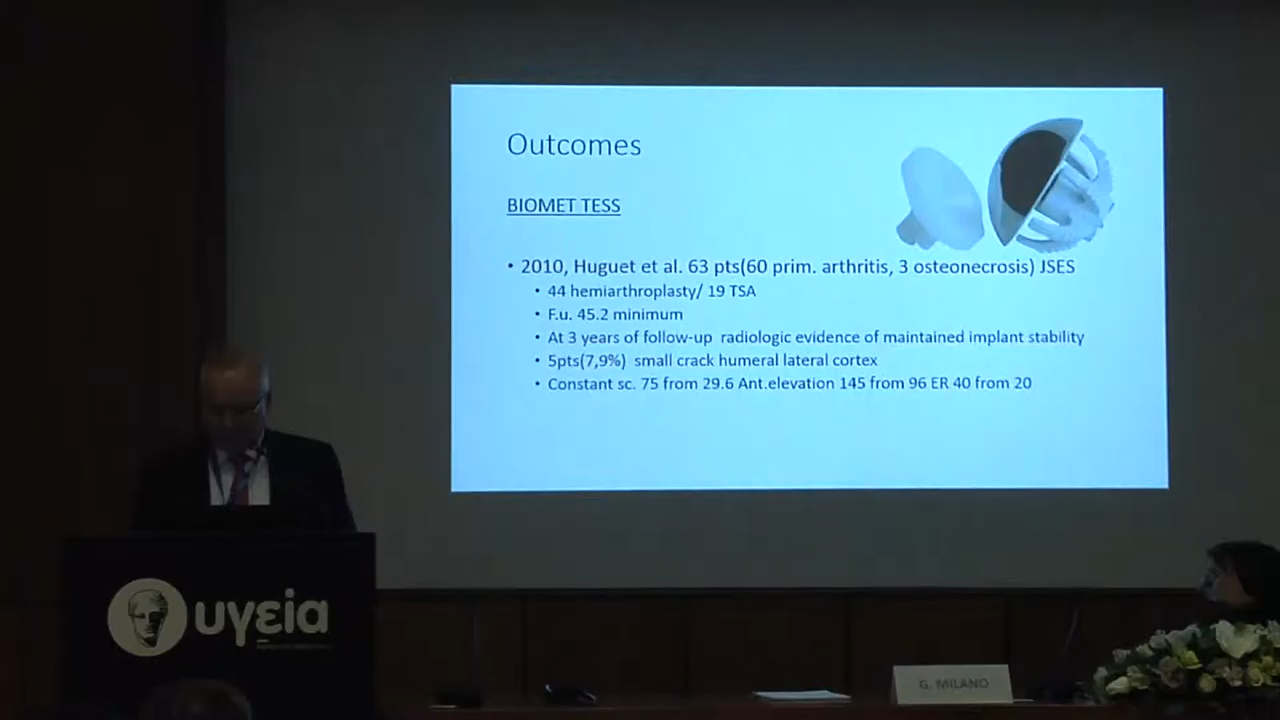 Outcomes
BIOMET TESS
• 2010, Huguet et al. 63 pts(60 prim. arthritis, 3 osteonecrosis) JSES
• 44 hemiarthroplasty/ 19 TSA
• F.u. 45.2 minimum
• At 3 years of follow-up radiologic evidence of maintained implant stability
• 5pts(7,9%) small crack humeral lateral cortex
• Constant sc. 75 from 29.6 Ant.elevation 145 from 96 ER 40 from 20
υγεία
G. MILANO